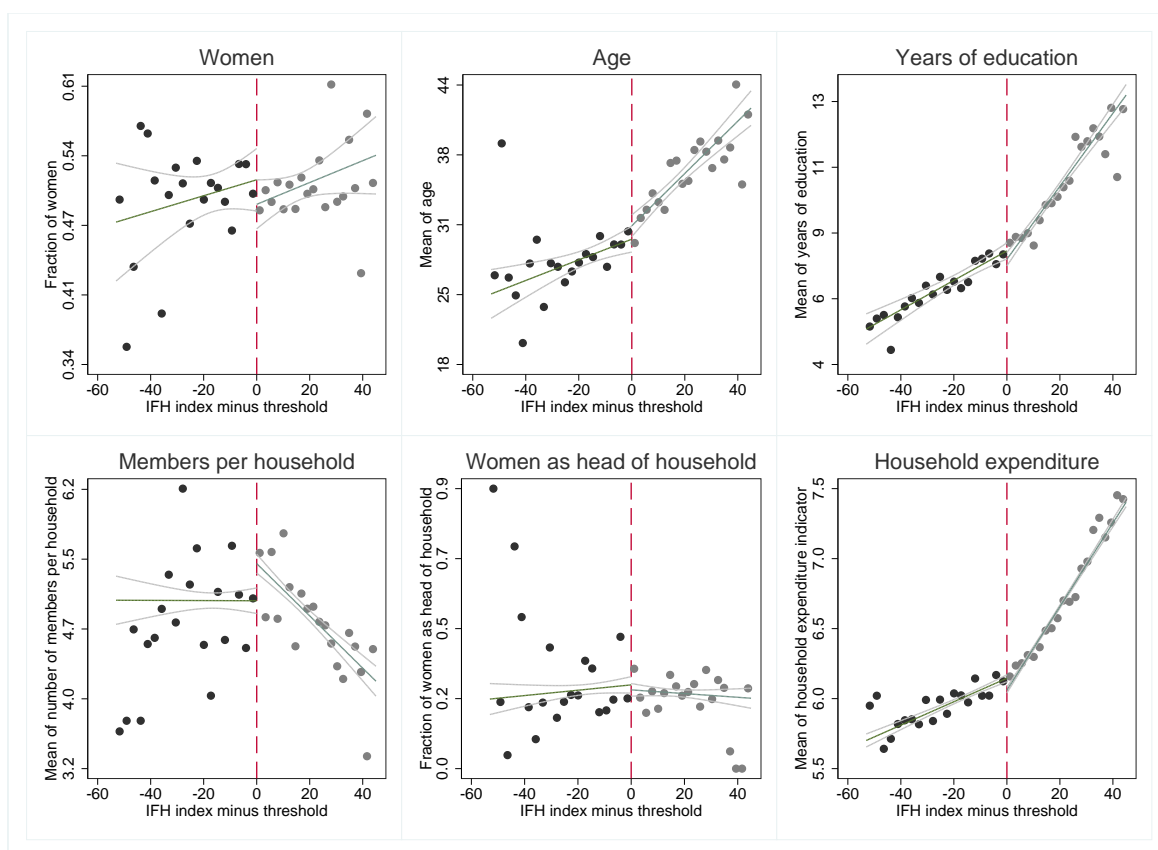 Women
Fraction of women
0.61
0.54
0.47
0.41
0.34
-60 -40 -20 0 20 40
IFH index minus threshold
Age
Mean of age
44
38
31
25
18
-60 -40 -20 0 20 40
IFH index minus threshold
Years of education
Mean of years of education
13
11
9
6
4
-60 -40 -20 0 20 40
IFH index minus threshold
Members per household
Mean of number of members per household
6.2
5.5
4.7
4.0
3.2
-60 -40 -20 0 20 40
IFH index minus threshold
Women as head of household
Fraction of women as head of household
0.9
0.7
0.5
0.2
0.0
-60 -40 -20 0 20 40
IFH index minus threshold
Household expenditure
Mean of household expenditure indicator
7.5
7.0
6.5
6.0
5.5
-60 -40 -20 0 20 40
IFH index minus threshold